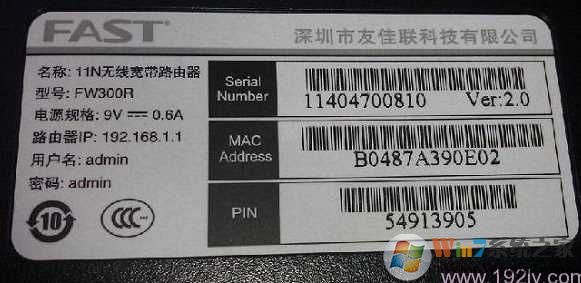 FAST
深圳市友佳联科技有限公司
名称: 11N无线宽带路由器
型号: FW300R
电源规格: 9V ⎓ 0.6A
路由器IP: 192.168.1.1
用户名: admin
密码: admin
10
CCC
Serial Number
11404700810 Ver:2.0
MAC Address
B0487A390E02
PIN
54913905
Win7系统之家
www.192jy.com